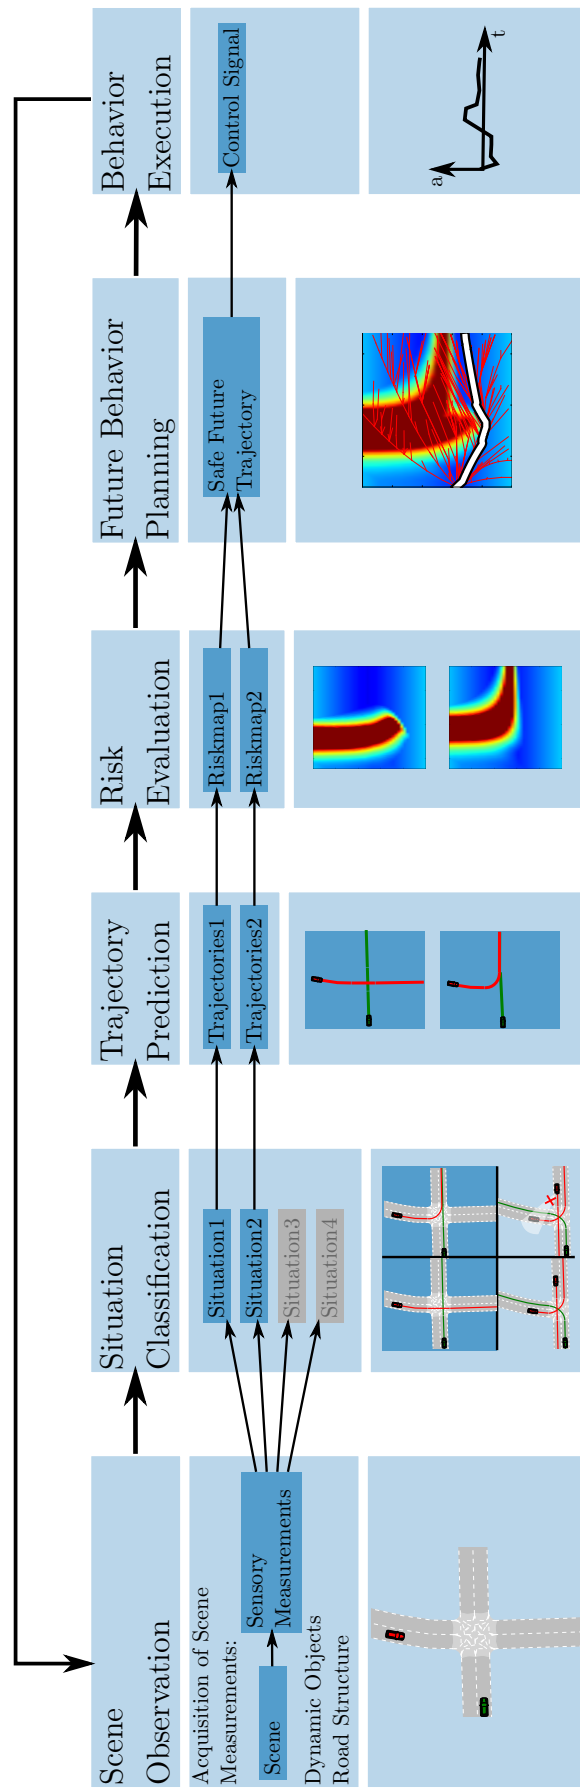 Scene
Observation
Situation
Classification
Trajectory
Prediction
Risk
Evaluation
Future Behavior
Planning
Behavior
Execution
Acquisition of Scene
Measurements:
Scene
Sensory
Measurements
Dynamic Objects
Road Structure
Situation1
Situation2
Situation3
Situation4
Trajectories1
Trajectories2
Riskmap1
Riskmap2
Safe Future
Trajectory
Control Signal
a
t